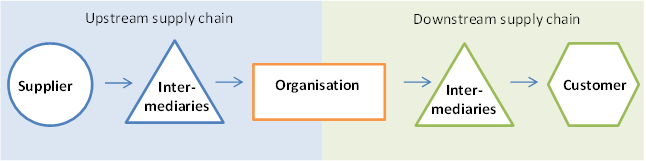 Upstream supply chain
Downstream supply chain
Supplier
Inter-
mediaries
Organisation
Inter-
mediaries
Customer